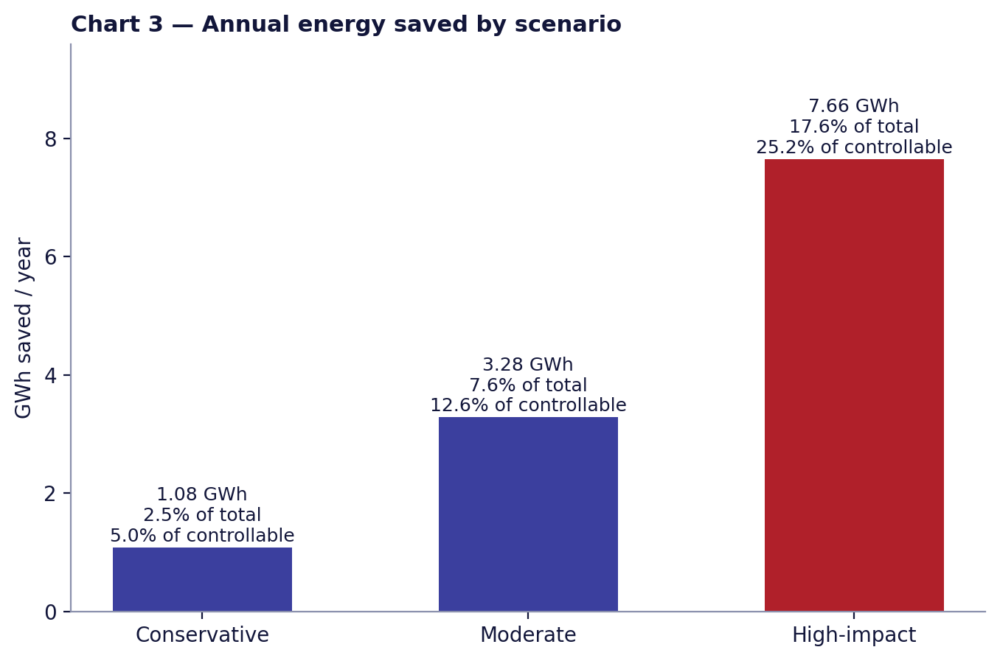 Chart 3 — Annual energy saved by scenario
GWh saved / year
8
6
4
2
0
1.08 GWh
2.5% of total
5.0% of controllable
3.28 GWh
7.6% of total
12.6% of controllable
7.66 GWh
17.6% of total
25.2% of controllable
Conservative
Moderate
High-impact